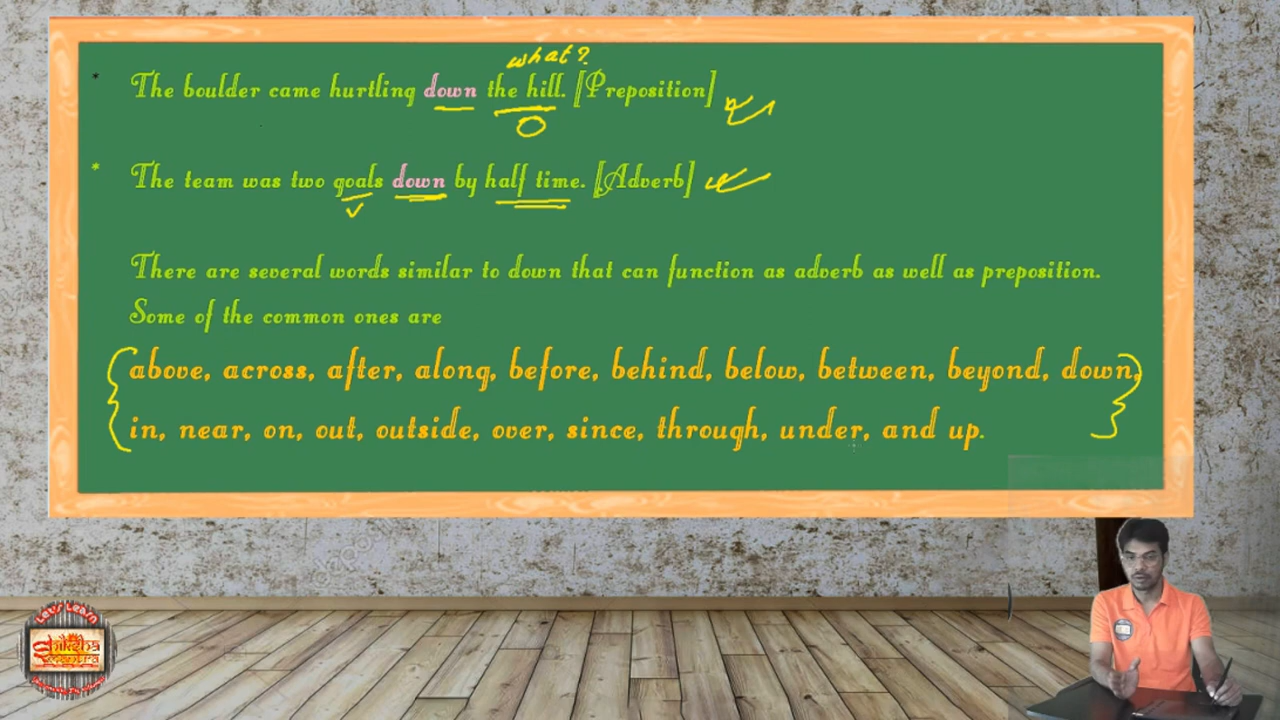 what?
* The boulder came hurtling down the hill. [Preposition]
* The team was two goals down by half time. [Adverb]
There are several words similar to down that can function as adverb as well as preposition.
Some of the common ones are
above, across, after, along, before, behind, below, between, beyond, down,
in, near, on, out, outside, over, since, through, under, and up.
Let's Learn
Shiksha